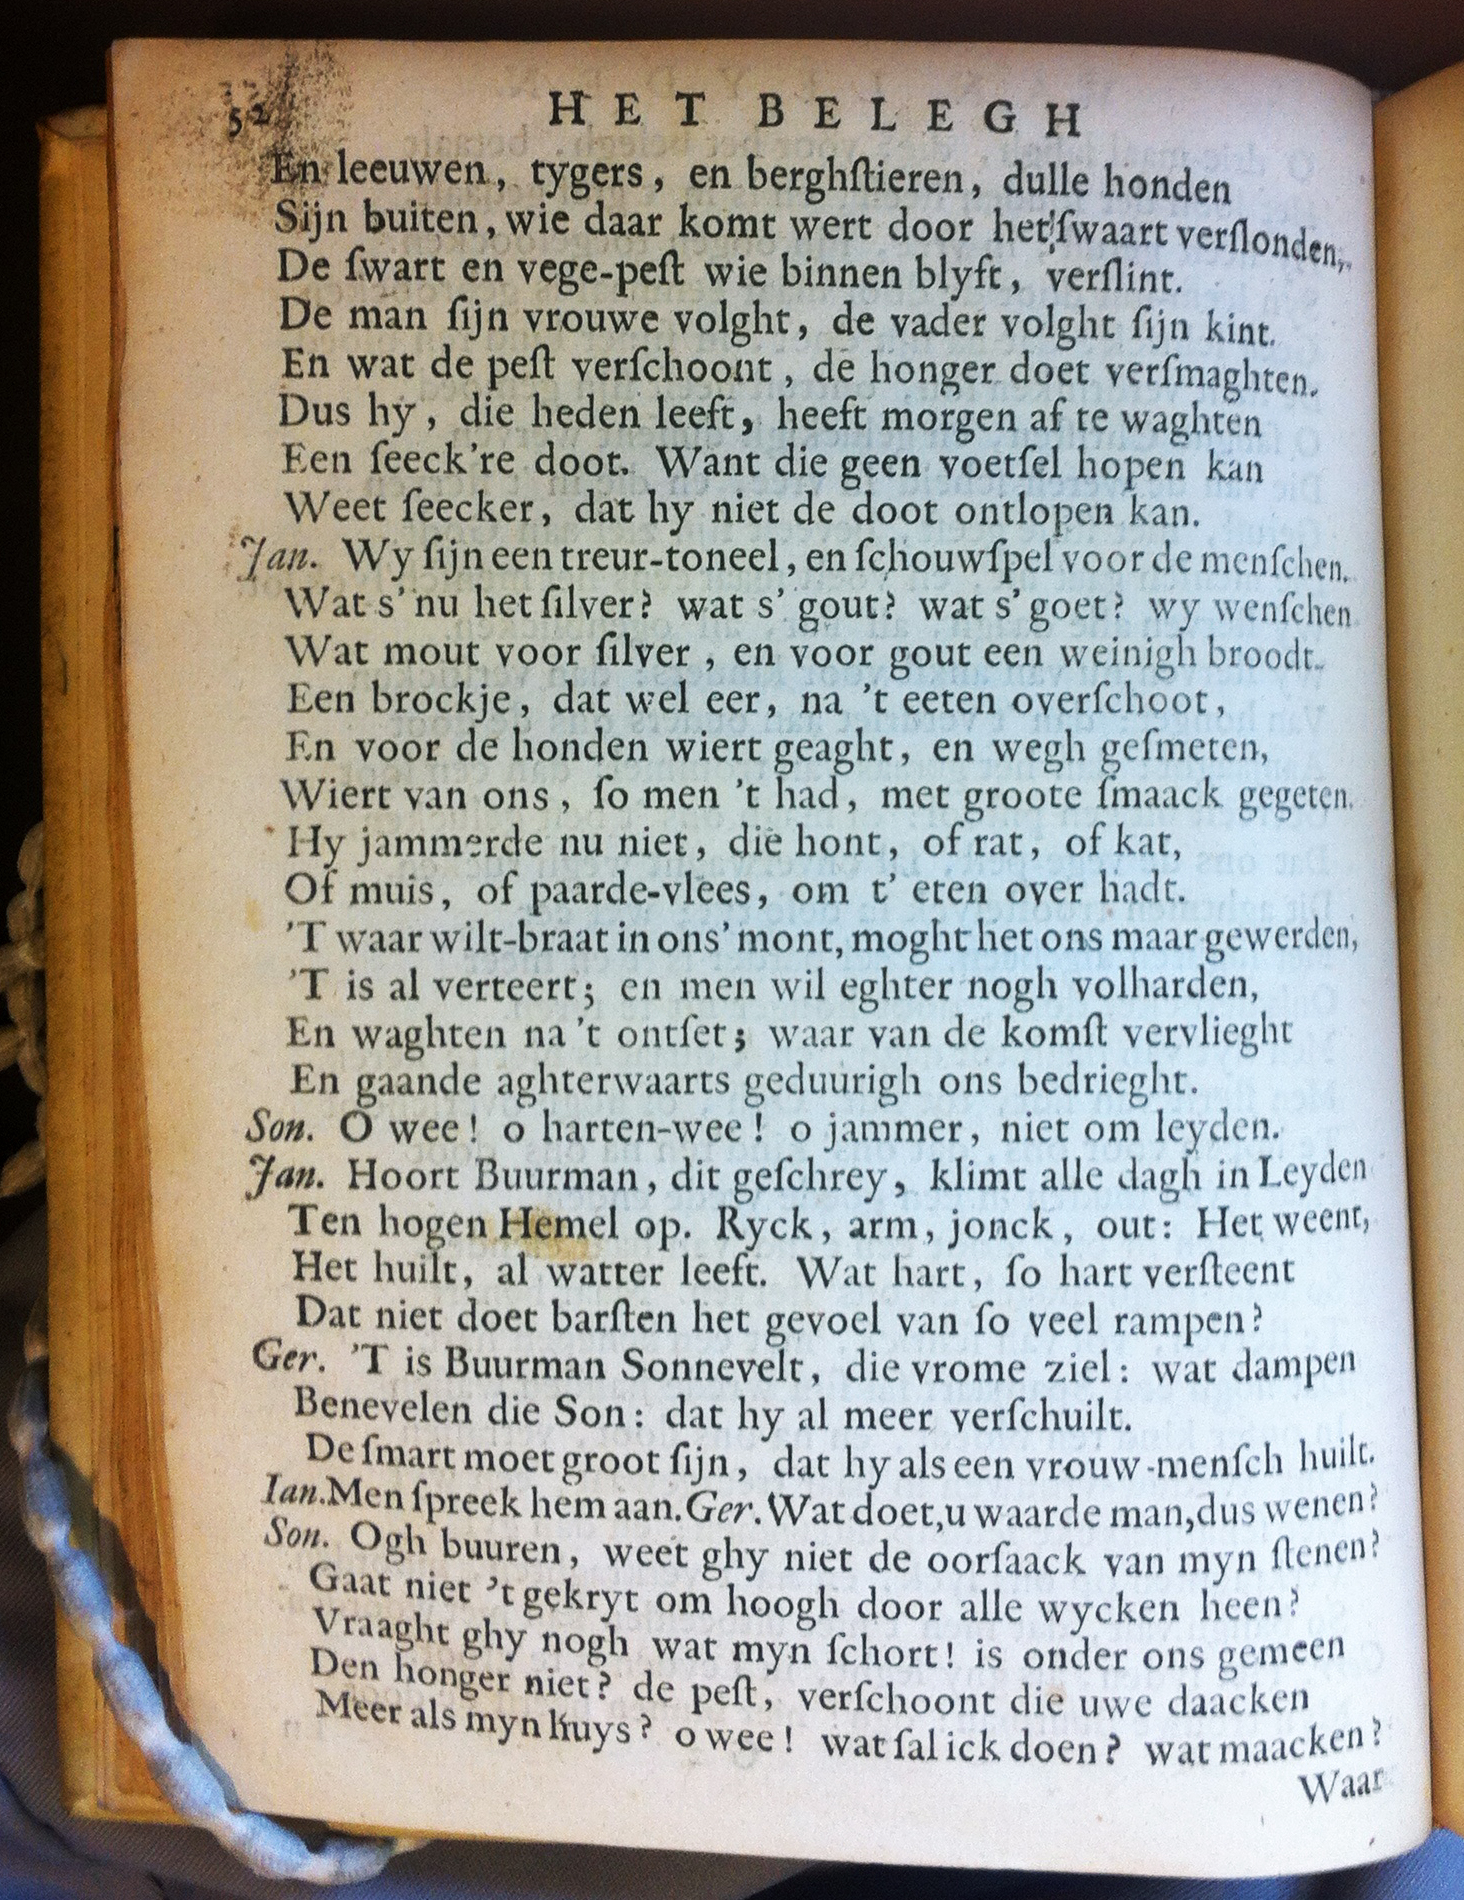 52 HET BELEGH
En leeuwen, tygers, en berghſtieren, dulle honden
Sijn buiten, wie daar komt wert door het ſwaart verſlonden,
De ſwart en vege-peſt wie binnen blyft, verſlint.
De man ſijn vrouwe volght, de vader volght ſijn kint.
En wat de peſt verſchoont, de honger doet verſmaghten.
Dus hy, die heden leeft, heeft morgen af te waghten
Een ſeeck're doot. Want die geen voetſel hopen kan
Weet ſeecker, dat hy niet de doot ontlopen kan.
Jan. Wy ſijn een treur-toneel, en ſchouwſpel voor de menſchen.
Wat s' nu het ſilver? wat s' gout? wat s' goet? wy wenſchen
Wat mout voor ſilver, en voor gout een weinigh broodt.
Een brockje, dat wel eer, na 't eeten overſchoot,
En voor de honden wiert geaght, en wegh geſmeten,
Wiert van ons, ſo men 't had, met groote ſmaack gegeten.
Hy jammerde nu niet, die hont, of rat, of kat,
Of muis, of paarde-vlees, om t' eten over hadt.
'T waar wilt-braat in ons' mont, moght het ons maar gewerden,
'T is al verteert; en men wil eghter nogh volharden,
En waghten na 't ontſet; waar van de komſt vervlieght
En gaande aghterwaarts geduurigh ons bedrieght.
Son. O wee! o harten-wee! o jammer, niet om leyden.
Jan. Hoort Buurman, dit geſchrey, klimt alle dagh in Leyden
Ten hogen Hemel op. Ryck, arm, jonck, out: Het weent,
Het huilt, al watter leeft. Wat hart, ſo hart verſteent
Dat niet doet barſten het gevoel van ſo veel rampen?
Ger. 'T is Buurman Sonnevelt, die vrome ziel: wat dampen
Benevelen die Son: dat hy al meer verſchuilt.
De ſmart moet groot ſijn, dat hy als een vrouw-menſch huilt.
Ian. Men ſpreek hem aan. Ger. Wat doet, u waarde man, dus wenen?
Son. Ogh buuren, weet ghy niet de oorſaack van myn ſtenen?
Gaat niet 't gekryt om hoogh door alle wycken heen?
Vraaght ghy nogh wat myn ſchort! is onder ons gemeen
Den honger niet? de peſt, verſchoont die uwe daacken
Meer als myn huys? o wee! wat ſal ick doen? wat maacken?
Waar